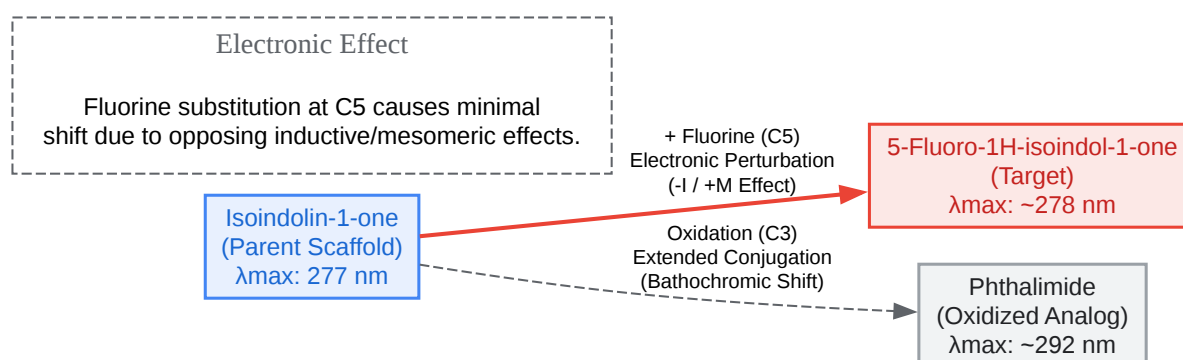 Electronic Effect
Fluorine substitution at C5 causes minimal
shift due to opposing inductive/mesomeric effects.
Isoindolin-1-one
(Parent Scaffold)
λmax: 277 nm
+ Fluorine (C5)
Electronic Perturbation
(-I / +M Effect)
5-Fluoro-1H-isoindol-1-one
(Target)
λmax: ~278 nm
Oxidation (C3)
Extended Conjugation
(Bathochromic Shift)
Phthalimide
(Oxidized Analog)
λmax: ~292 nm